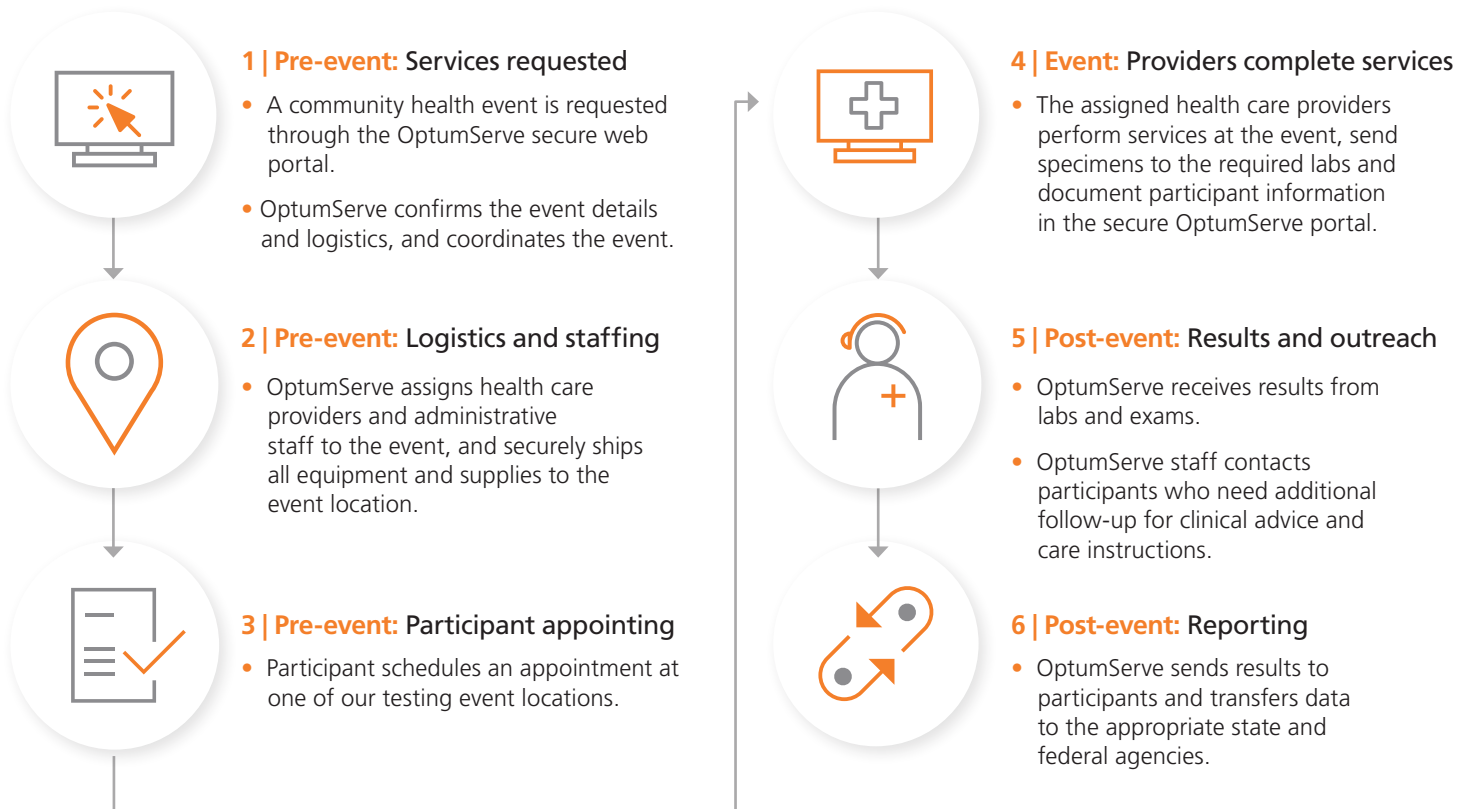 1 | Pre-event: Services requested
• A community health event is requested
through the OptumServe secure web
portal.
• OptumServe confirms the event details
and logistics, and coordinates the event.
2 | Pre-event: Logistics and staffing
• OptumServe assigns health care
providers and administrative
staff to the event, and securely ships
all equipment and supplies to the
event location.
3 | Pre-event: Participant appointing
• Participant schedules an appointment at
one of our testing event locations.
4 | Event: Providers complete services
• The assigned health care providers
perform services at the event, send
specimens to the required labs and
document participant information
in the secure OptumServe portal.
5 | Post-event: Results and outreach
• OptumServe receives results from
labs and exams.
• OptumServe staff contacts
participants who need additional
follow-up for clinical advice and
care instructions.
6 | Post-event: Reporting
• OptumServe sends results to
participants and transfers data
to the appropriate state and
federal agencies.